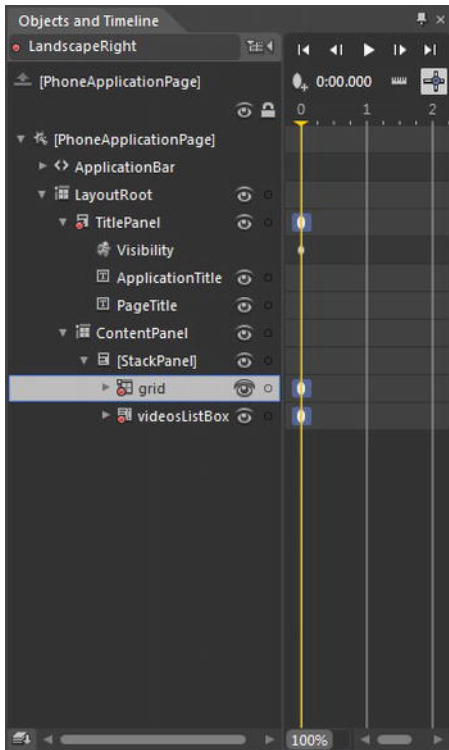 Objects and Timeline
LandscapeRight
[PhoneApplicationPage]
0:00.000
0 1 2
[PhoneApplicationPage]
ApplicationBar
LayoutRoot
TitlePanel
Visibility
ApplicationTitle
PageTitle
ContentPanel
[StackPanel]
grid
videosListBox
100%